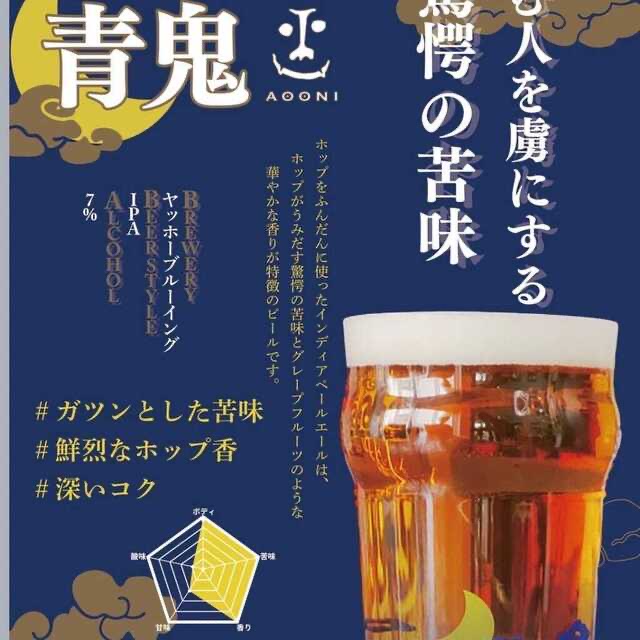 青鬼
AOONI
む人を虜にする
驚愕の苦味
ホップをふんだんに使ったインディアペールエールは、
ホップがうみだす驚愕の苦味とグレープフルーツのような
華やかな香りが特徴のビールです。
BREWERY
ヤッホーブルーイング
BEER STYLE
IPA
ALCOHOL
7%
#ガツンとした苦味
#鮮烈なホップ香
#深いコク
ボディ
酸味
苦味
甘味
香り